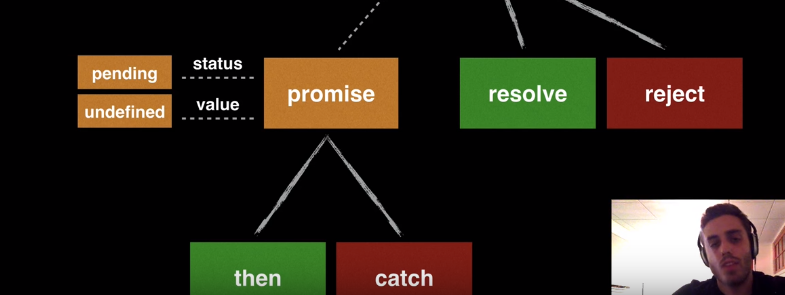 pending
status
promise
resolve
reject
undefined
value
then
catch